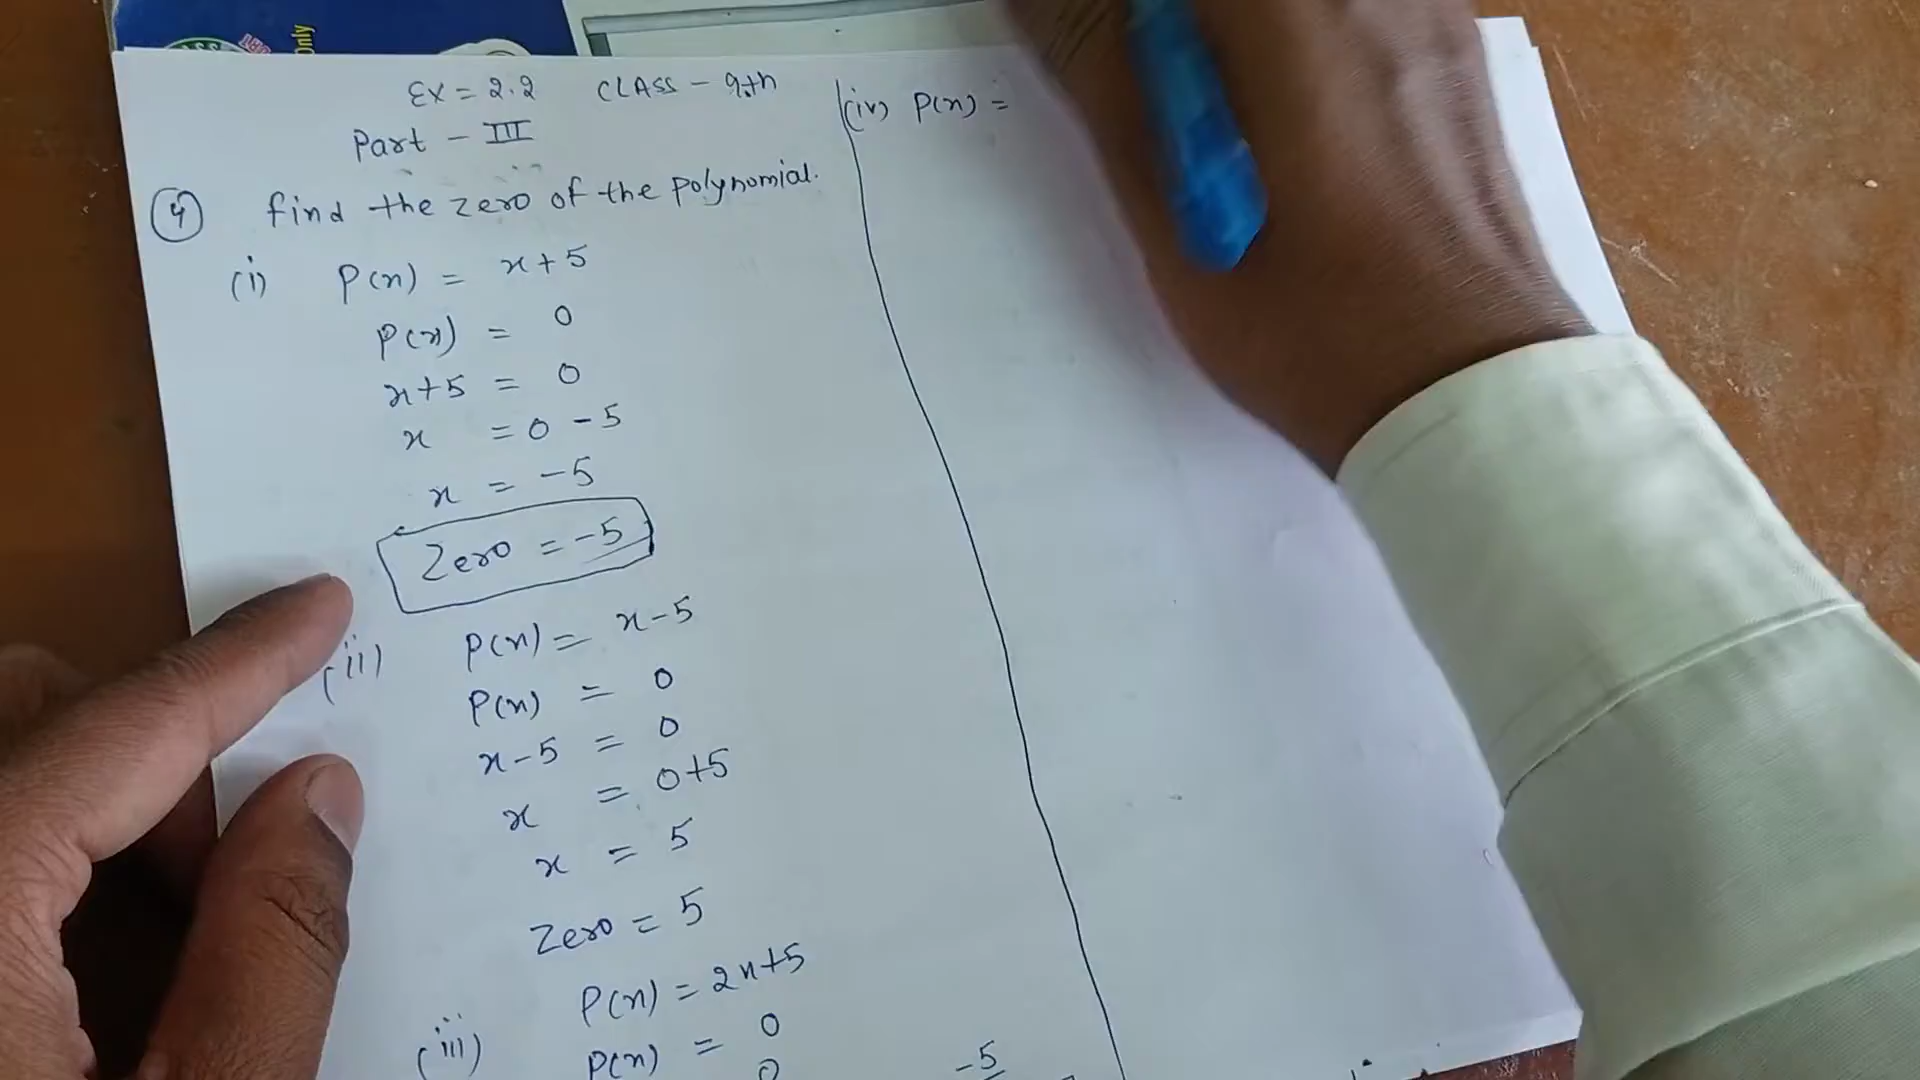 Only
Ex = 2.2 CLASS - 9th
Part - III
(4) find the zero of the polynomial.
(i) P(x) = x+5
P(x) = 0
x+5 = 0
x = 0 - 5
x = -5
Zero = -5
(ii) P(x) = x-5
P(x) = 0
x-5 = 0
x = 0+5
x = 5
Zero = 5
(iii) P(x) = 2x+5
P(x) = 0
0
-5
(iv) P(x) =